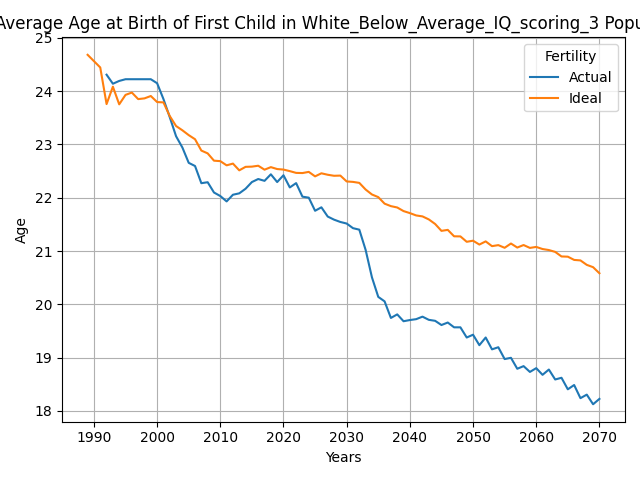 Average Age at Birth of First Child in White_Below_Average_IQ_scoring_3 Popu
Fertility
Actual
Ideal
Age
25
24
23
22
21
20
19
18
1990 2000 2010 2020 2030 2040 2050 2060 2070
Years